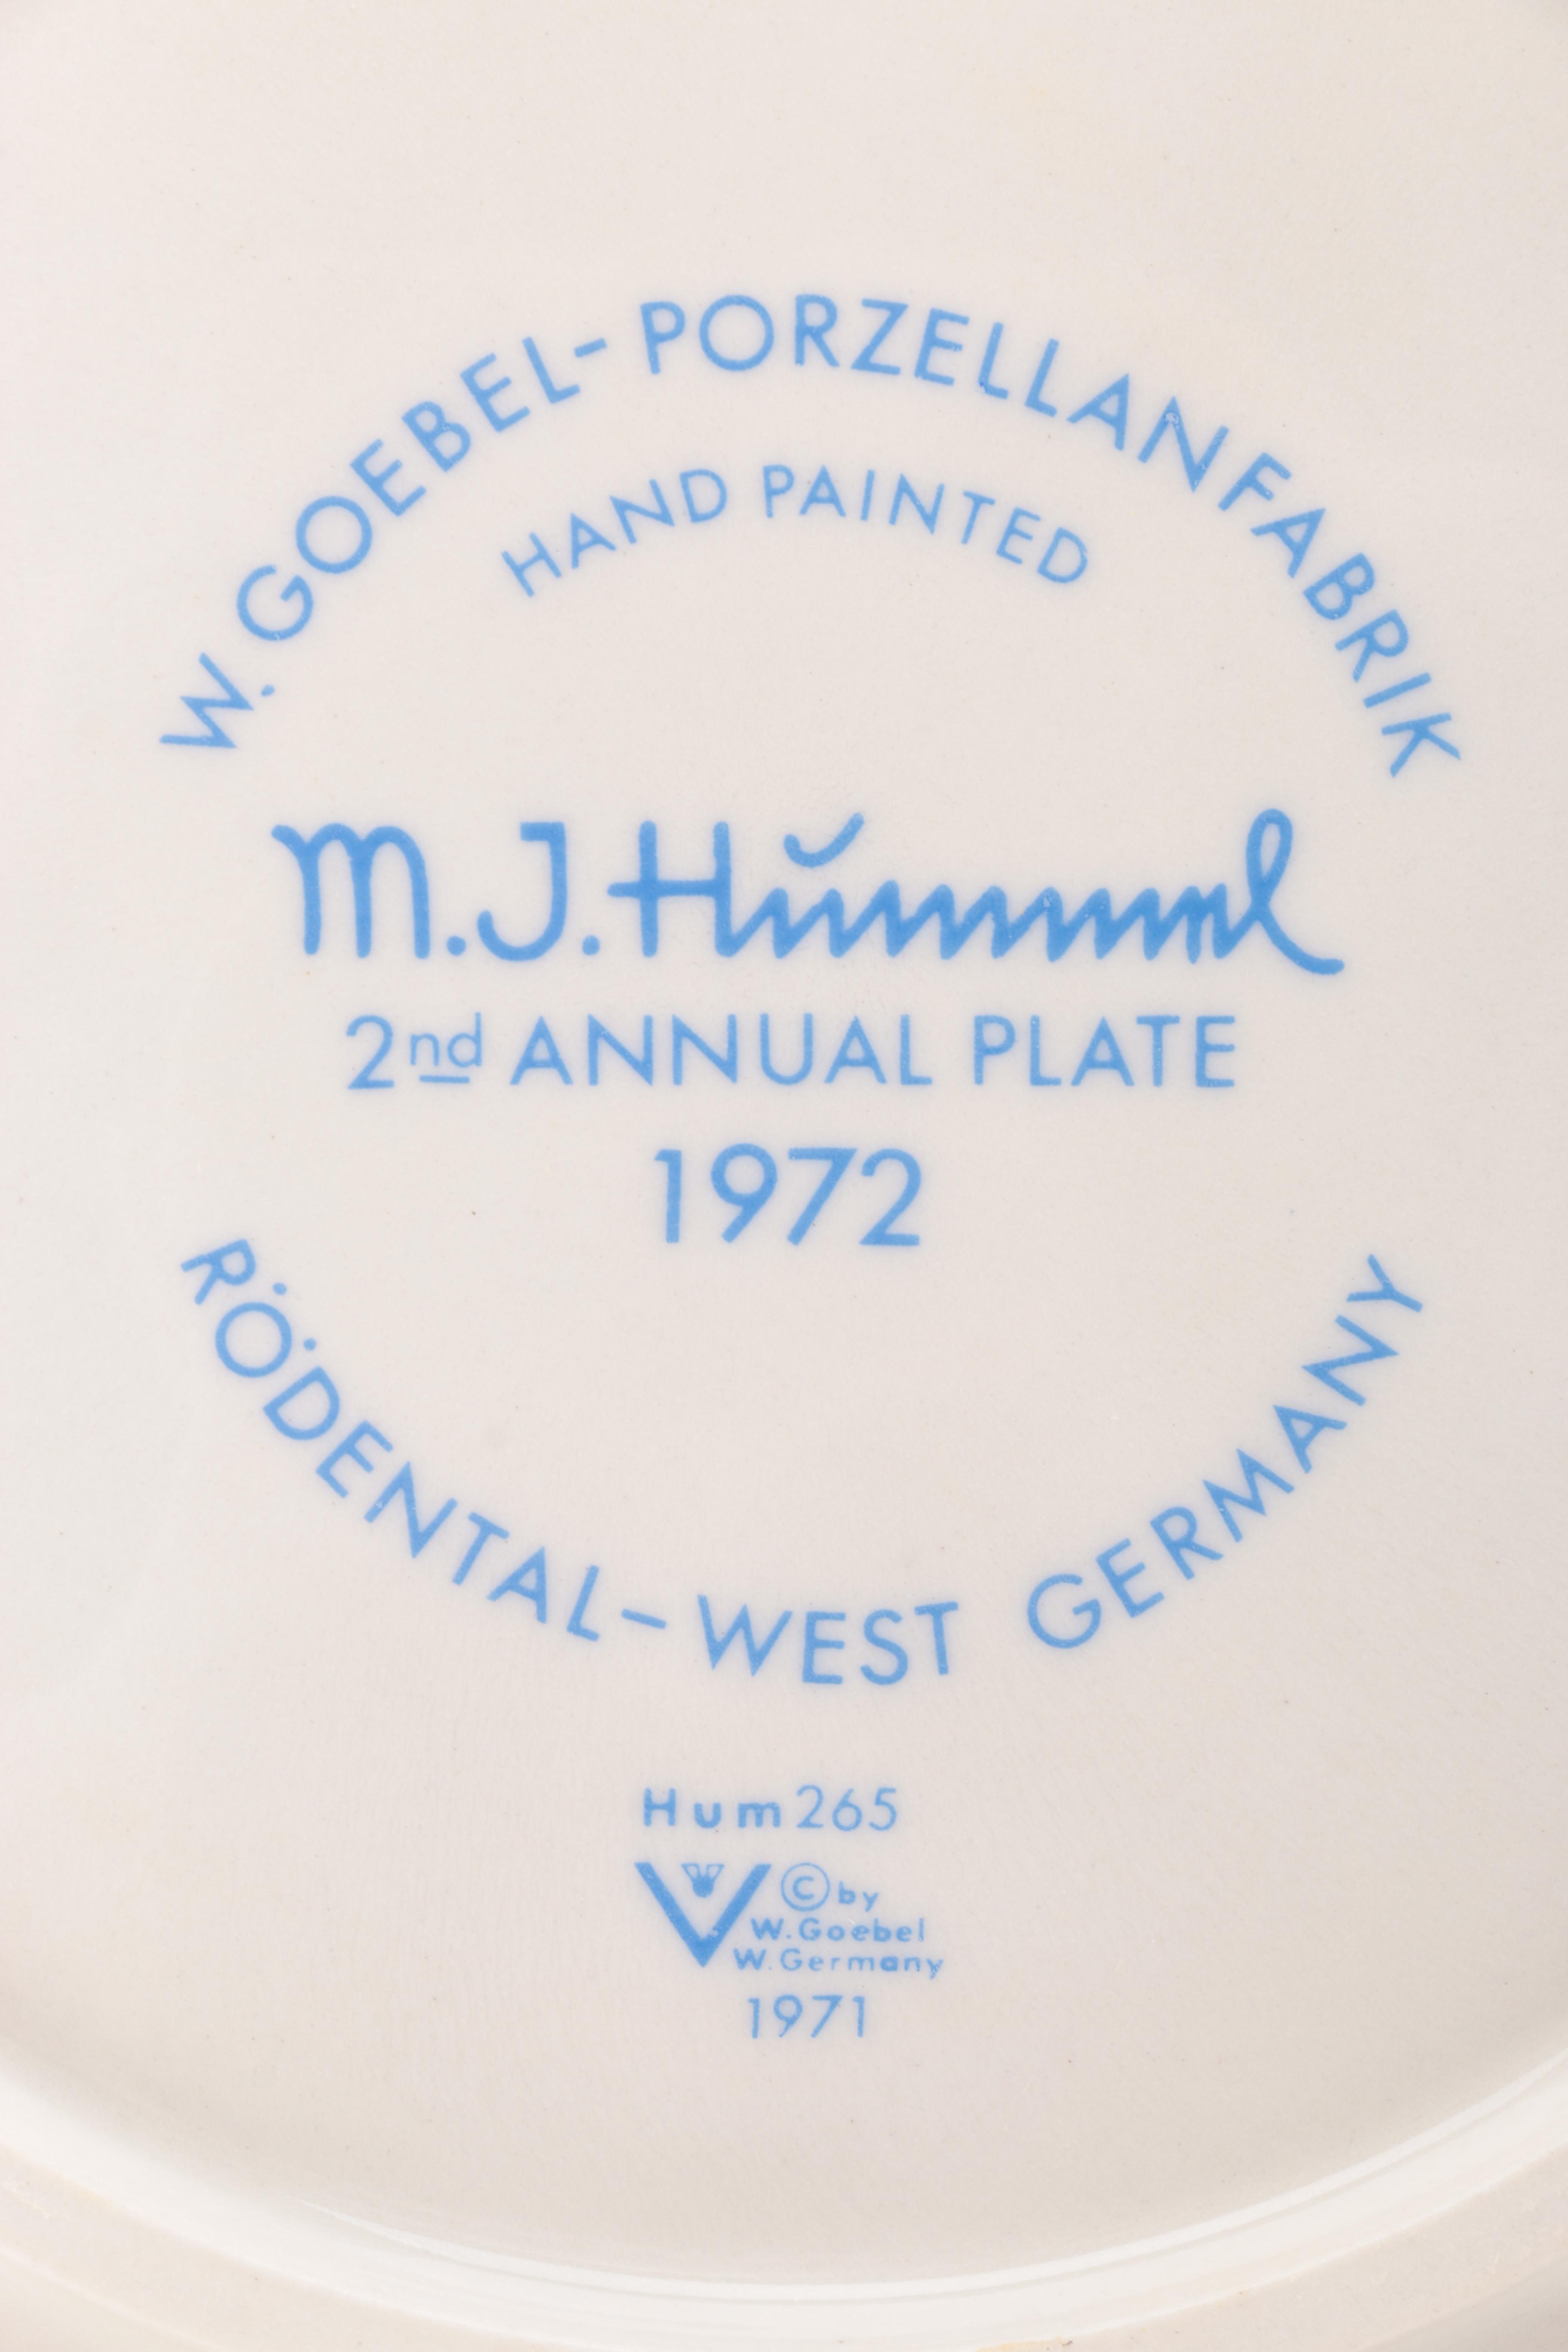 W. GOEBEL-PORZELLANFABRIK
HAND PAINTED
M.J.Hummel
2nd ANNUAL PLATE
1972
RÖDENTAL-WEST GERMANY
Hum 265
© by
W.Goebel
W.Germany
1971